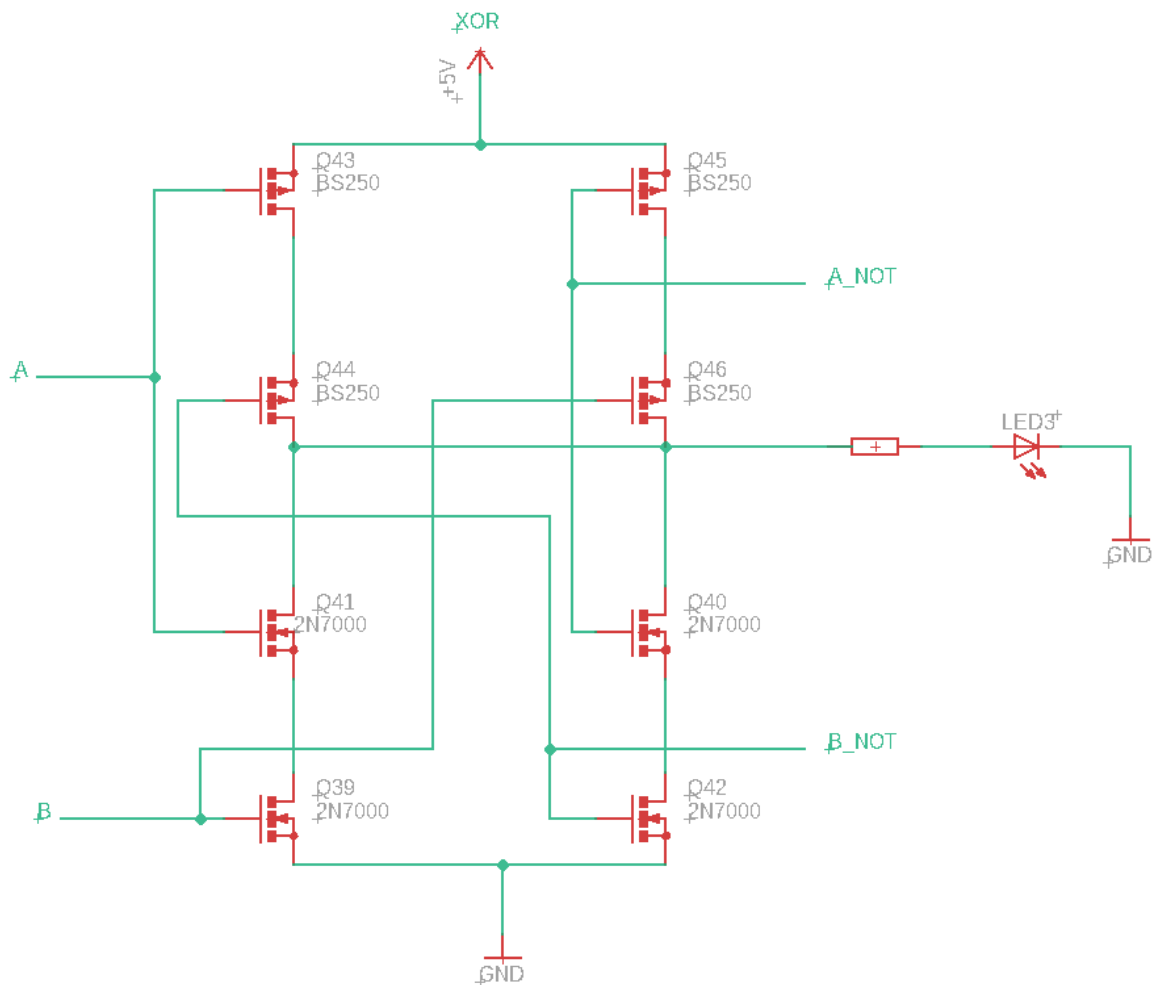 XOR
+5V
Q43
BS250
Q45
BS250
A_NOT
A
Q44
BS250
Q46
BS250
LED3
GND
Q41
2N7000
Q40
2N7000
B_NOT
B
Q39
2N7000
Q42
2N7000
GND